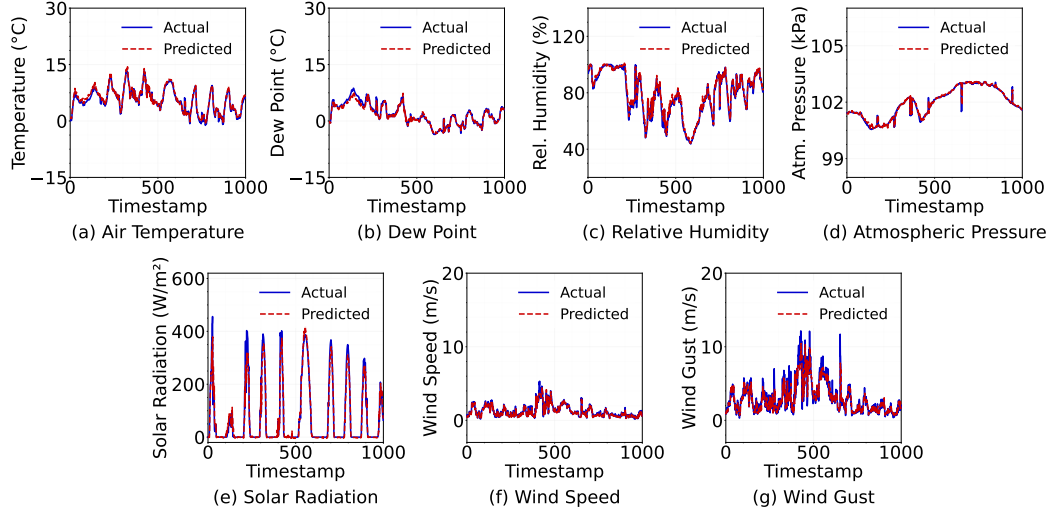 Temperature (°C)
30
15
0
−15
Actual
Predicted
0
500
1000
Timestamp
(a) Air Temperature
Dew Point (°C)
30
15
0
−15
Actual
Predicted
0
500
1000
Timestamp
(b) Dew Point
Rel. Humidity (%)
120
80
40
Actual
Predicted
0
500
1000
Timestamp
(c) Relative Humidity
Atm. Pressure (kPa)
105
102
99
Actual
Predicted
0
500
1000
Timestamp
(d) Atmospheric Pressure
Solar Radiation (W/m²)
600
400
200
0
Actual
Predicted
0
500
1000
Timestamp
(e) Solar Radiation
Wind Speed (m/s)
20
10
0
Actual
Predicted
0
500
1000
Timestamp
(f) Wind Speed
Wind Gust (m/s)
20
10
0
Actual
Predicted
0
500
1000
Timestamp
(g) Wind Gust